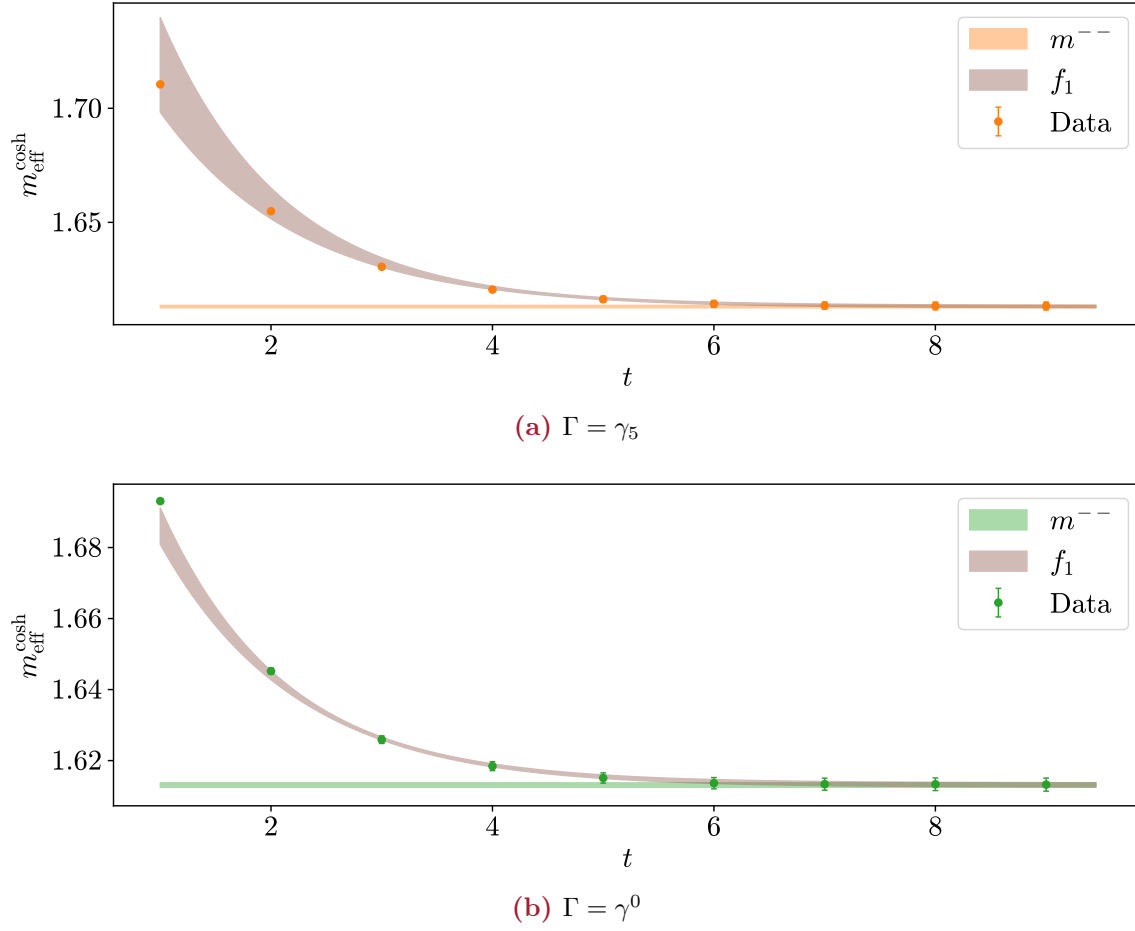 1.70
1.65
m_eff^cosh
m^−−
f_1
Data
2 4 6 8
t
(a) Γ = γ_5
1.68
1.66
1.64
1.62
m_eff^cosh
m^−−
f_1
Data
2 4 6 8
t
(b) Γ = γ^0